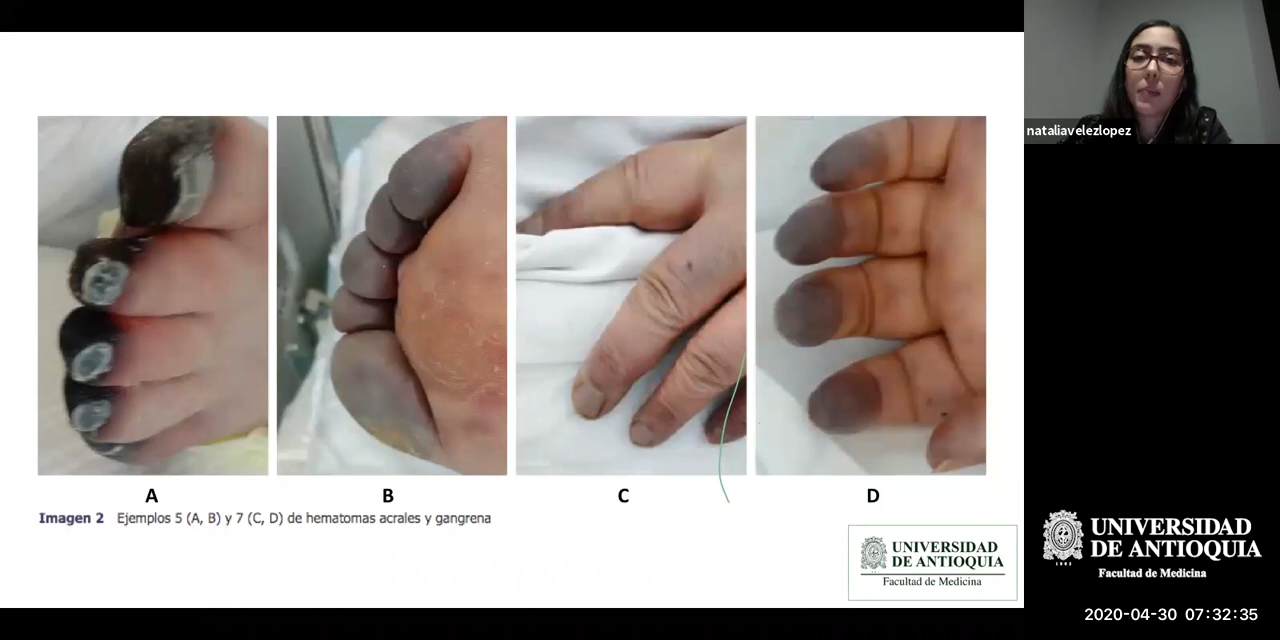 nataliavelezlopez
A
B
C
D
Imagen 2 Ejemplos 5 (A, B) y 7 (C, D) de hematomas acrales y gangrena
UNIVERSIDAD
DE ANTIOQUIA
Facultad de Medicina
UNIVERSIDAD
DE ANTIOQUIA
1803
Facultad de Medicina
2020-04-30 07:32:35